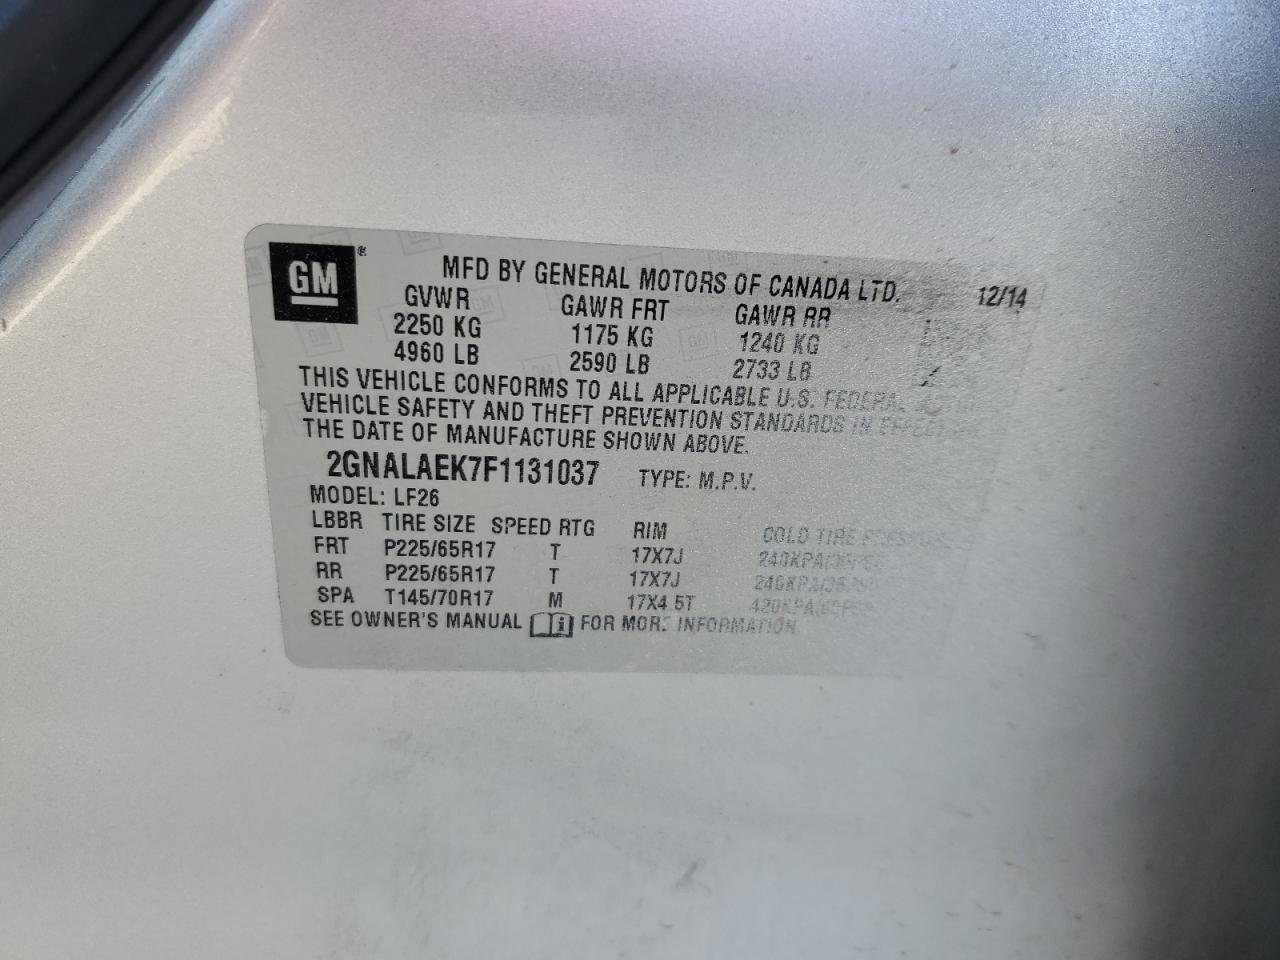 GM ® MFD BY GENERAL MOTORS OF CANADA LTD. 12/14
GVWR GAWR FRT GAWR RR
2250 KG 1175 KG 1240 KG
4960 LB 2590 LB 2733 LB
THIS VEHICLE CONFORMS TO ALL APPLICABLE U.S. FEDERAL
VEHICLE SAFETY AND THEFT PREVENTION STANDARDS IN EFFECT
THE DATE OF MANUFACTURE SHOWN ABOVE.
2GNALAEK7F1131037 TYPE: M.P.V.
MODEL: LF26
LBBR TIRE SIZE SPEED RTG RIM COLD TIRE PRESSURE
FRT P225/65R17 T 17X7J
RR P225/65R17 T 17X7J
SPA T145/70R17 M 17X4.5T
SEE OWNER'S MANUAL i FOR MORE INFORMATION